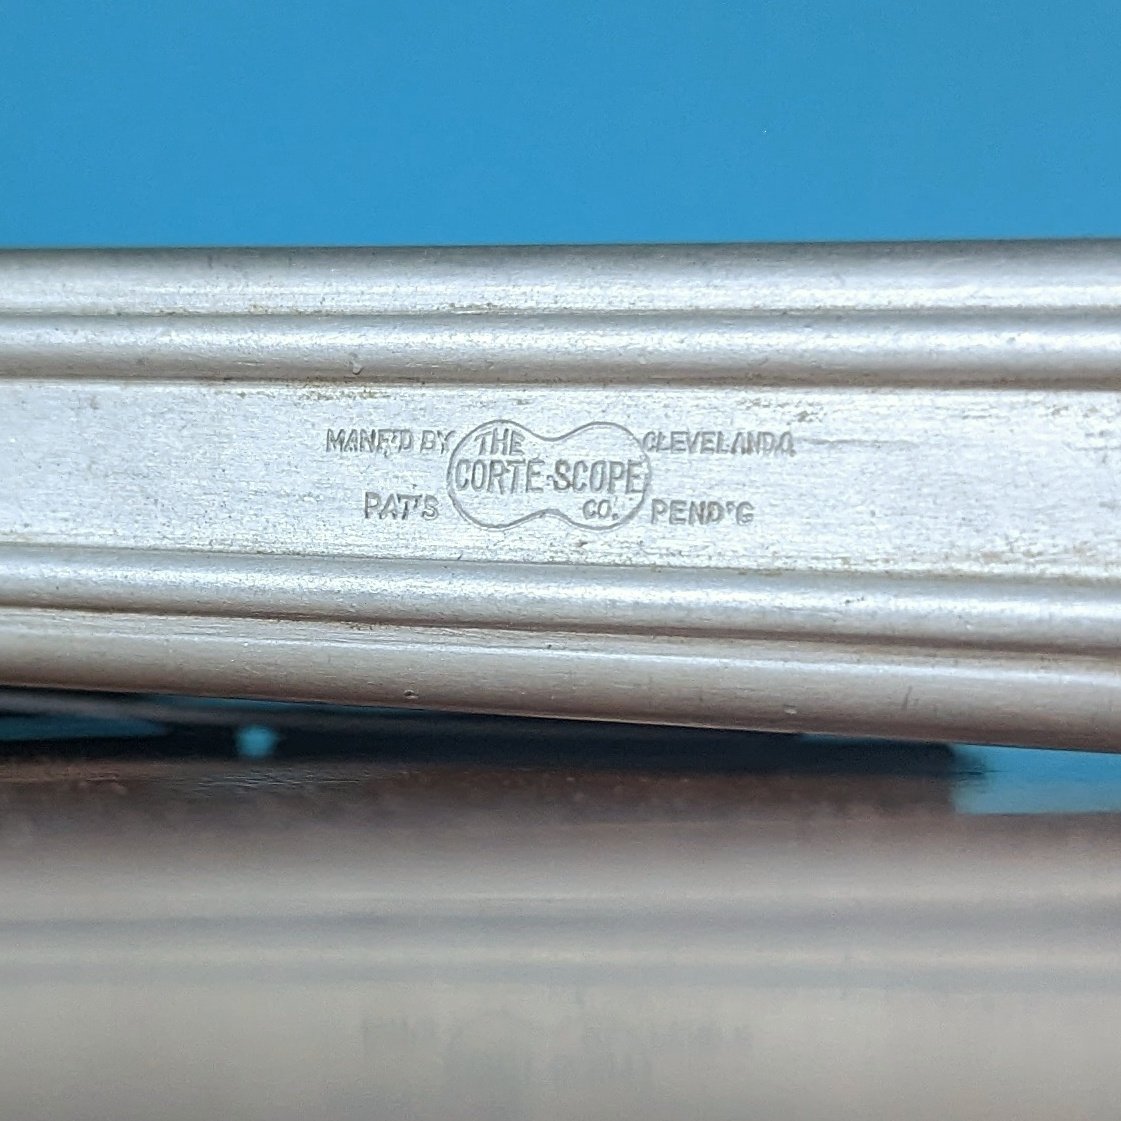 MANF'D BY THE CLEVELAND.O.
CORTE-SCOPE
PAT'S CO. PEND'G